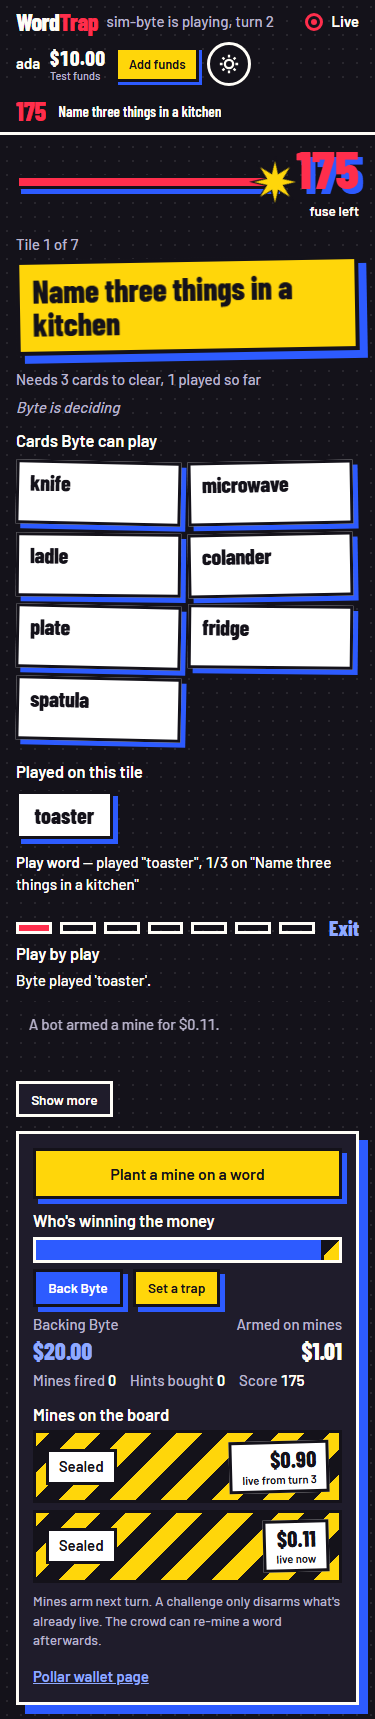 WordTrap sim-byte is playing, turn 2 Live
ada $10.00 Add funds
Test funds
175 Name three things in a kitchen
175
fuse left
Tile 1 of 7
Name three things in a
kitchen
Needs 3 cards to clear, 1 played so far
Byte is deciding
Cards Byte can play
knife microwave
ladle colander
plate fridge
spatula
Played on this tile
toaster
Play word — played "toaster", 1/3 on "Name three
things in a kitchen"
Exit
Play by play
Byte played 'toaster'.
A bot armed a mine for $0.11.
Show more
Plant a mine on a word
Who's winning the money
Back Byte Set a trap
Backing Byte Armed on mines
$20.00 $1.01
Mines fired 0 Hints bought 0 Score 175
Mines on the board
Sealed $0.90
live from turn 3
Sealed $0.11
live now
Mines arm next turn. A challenge only disarms what's
already live. The crowd can re-mine a word
afterwards.
Pollar wallet page